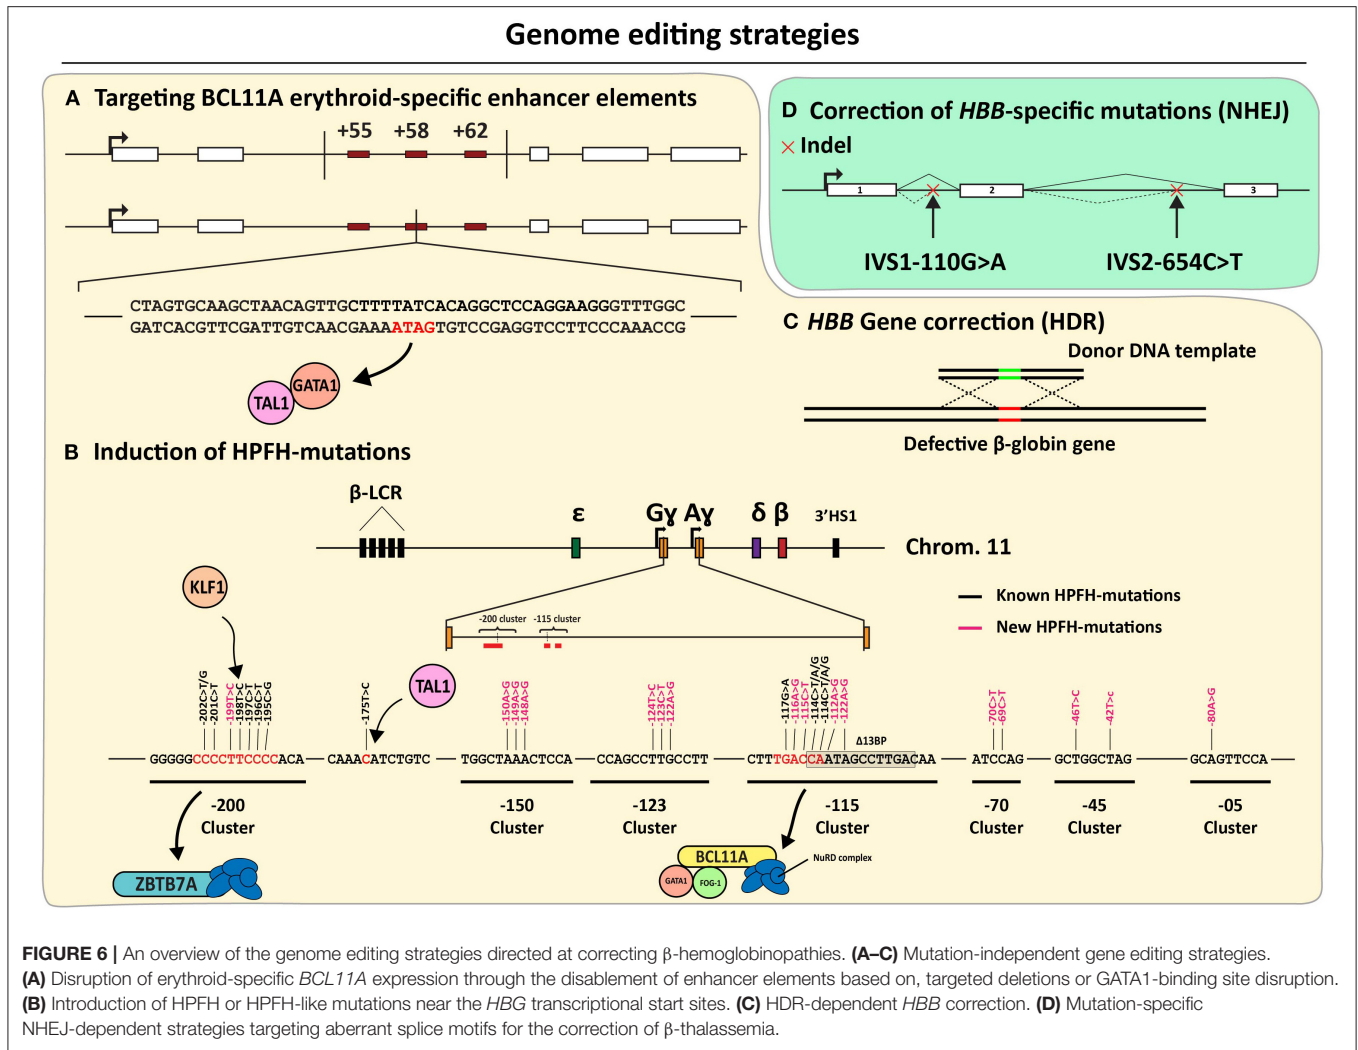 Genome editing strategies
A Targeting BCL11A erythroid-specific enhancer elements
+55 +58 +62
CTAGTGCAAGCTAACAGTTGCTTTTATCACAGGCTCCAGGAAGGGTTTGGC
GATCACGTTCGATTGTCAACGAAAATAGTGTCCGAGGTCCTTCCCAAACCG
TAL1
GATA1
D Correction of HBB-specific mutations (NHEJ)
Indel
1 2 3
IVS1-110G>A IVS2-654C>T
C HBB Gene correction (HDR)
Donor DNA template
Defective β-globin gene
B Induction of HPFH-mutations
β-LCR
ε Gγ Aγ δ β 3'HS1
Chrom. 11
KLF1
Known HPFH-mutations
New HPFH-mutations
-200 cluster -115 cluster
TAL1
-202C>T/G
-201C>T
-199T>C
-198T>C
-197C>T
-196C>T
-195C>G
-175T>C
-150A>G
-149A>G
-148A>G
-124T>C
-123C>T
-122A>G
-117G>A
-116A>G
-115C>T
-114C>T/A/G
-114C>T/A/G
-112A>G
-122A>G
-70C>T
-69C>T
-46T>C
-42T>c
-80A>G
Δ13BP
GGGGGCCCCTTCCCCACA CAAACATCTGTC TGGCTAAACTCCA CCAGCCTTGCCTT CTTTGACCAATAGCCTTGACAA ATCCAG GCTGGCTAG GCAGTTCCA
-200 Cluster
-150 Cluster
-123 Cluster
-115 Cluster
-70 Cluster
-45 Cluster
-05 Cluster
ZBTB7A
BCL11A
GATA1
FOG-1
NuRD complex
FIGURE 6 | An overview of the genome editing strategies directed at correcting β-hemoglobinopathies. (A–C) Mutation-independent gene editing strategies.
(A) Disruption of erythroid-specific BCL11A expression through the disablement of enhancer elements based on, targeted deletions or GATA1-binding site disruption.
(B) Introduction of HPFH or HPFH-like mutations near the HBG transcriptional start sites. (C) HDR-dependent HBB correction. (D) Mutation-specific
NHEJ-dependent strategies targeting aberrant splice motifs for the correction of β-thalassemia.